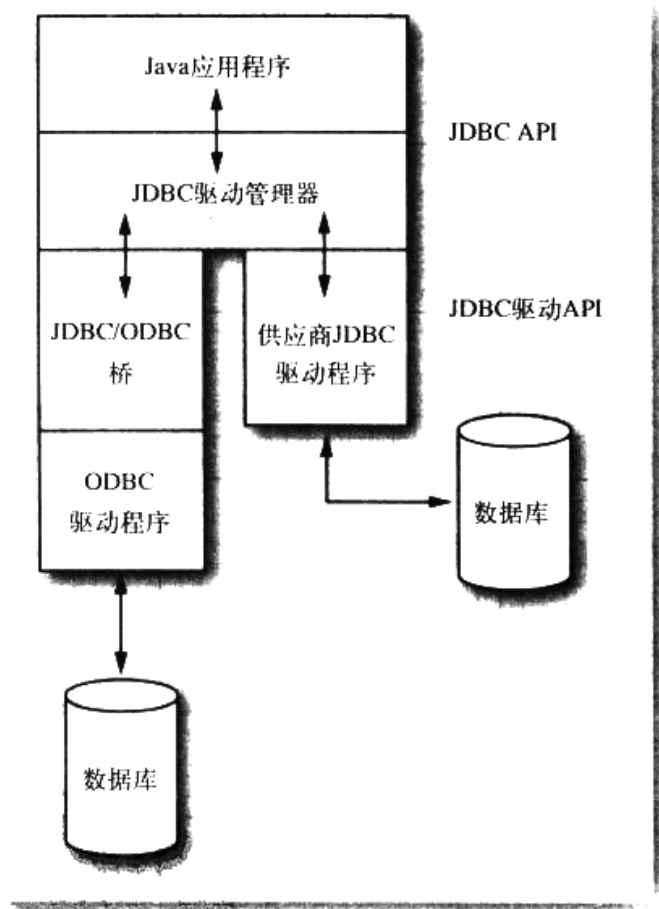 Java应用程序
JDBC API
JDBC驱动管理器
JDBC驱动API
JDBC/ODBC
桥
供应商JDBC
驱动程序
ODBC
驱动程序
数据库
数据库